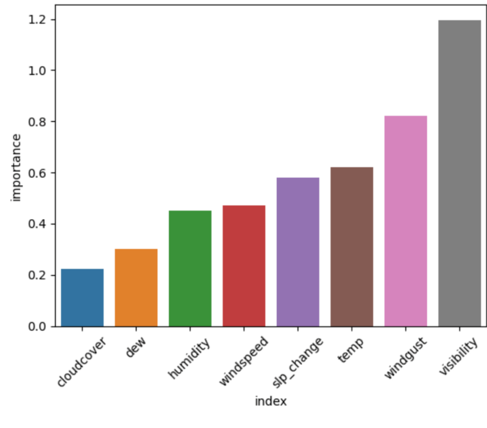 1.2
1.0
0.8
0.6
0.4
0.2
0.0
importance
cloudcover
dew
humidity
windspeed
slp_change
temp
windgust
visibility
index